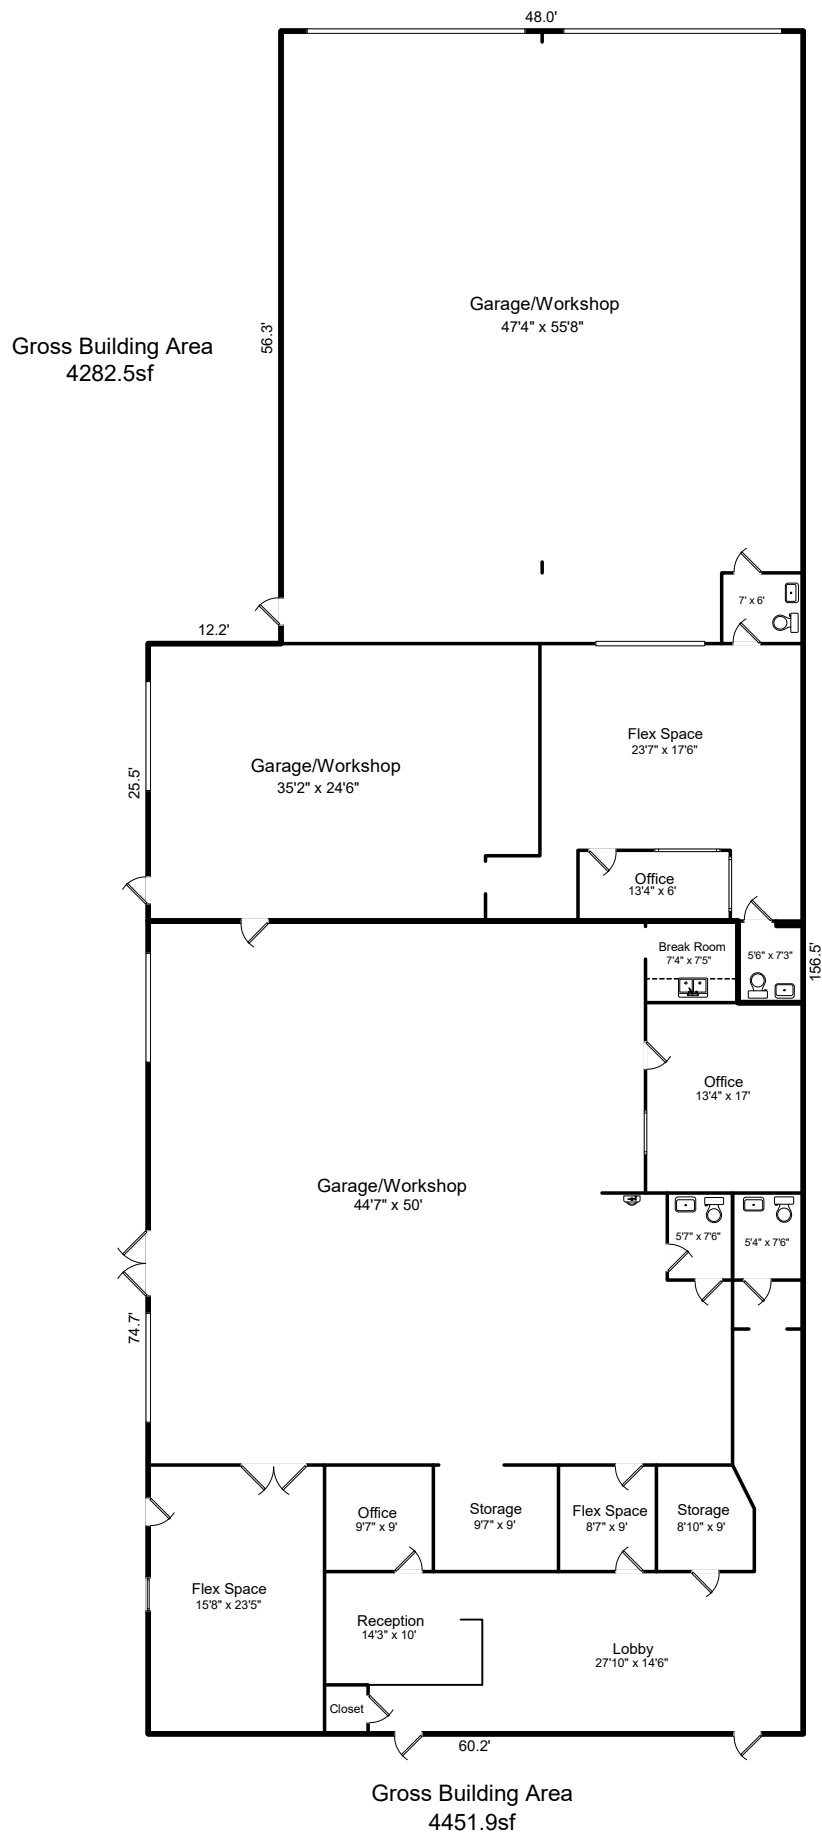 48.0'
Garage/Workshop
47'4" x 55'8"
56.3'
Gross Building Area
4282.5sf
7' x 6'
12.2'
Flex Space
23'7" x 17'6"
Garage/Workshop
35'2" x 24'6"
25.5'
Office
13'4" x 6'
Break Room
7'4" x 7'5"
5'6" x 7'3"
156.5'
Office
13'4" x 17'
Garage/Workshop
44'7" x 50'
5'7" x 7'6"
5'4" x 7'6"
74.7'
Office
9'7" x 9'
Storage
9'7" x 9'
Flex Space
8'7" x 9'
Storage
8'10" x 9'
Flex Space
15'8" x 23'5"
Reception
14'3" x 10'
Lobby
27'10" x 14'6"
Closet
60.2'
Gross Building Area
4451.9sf